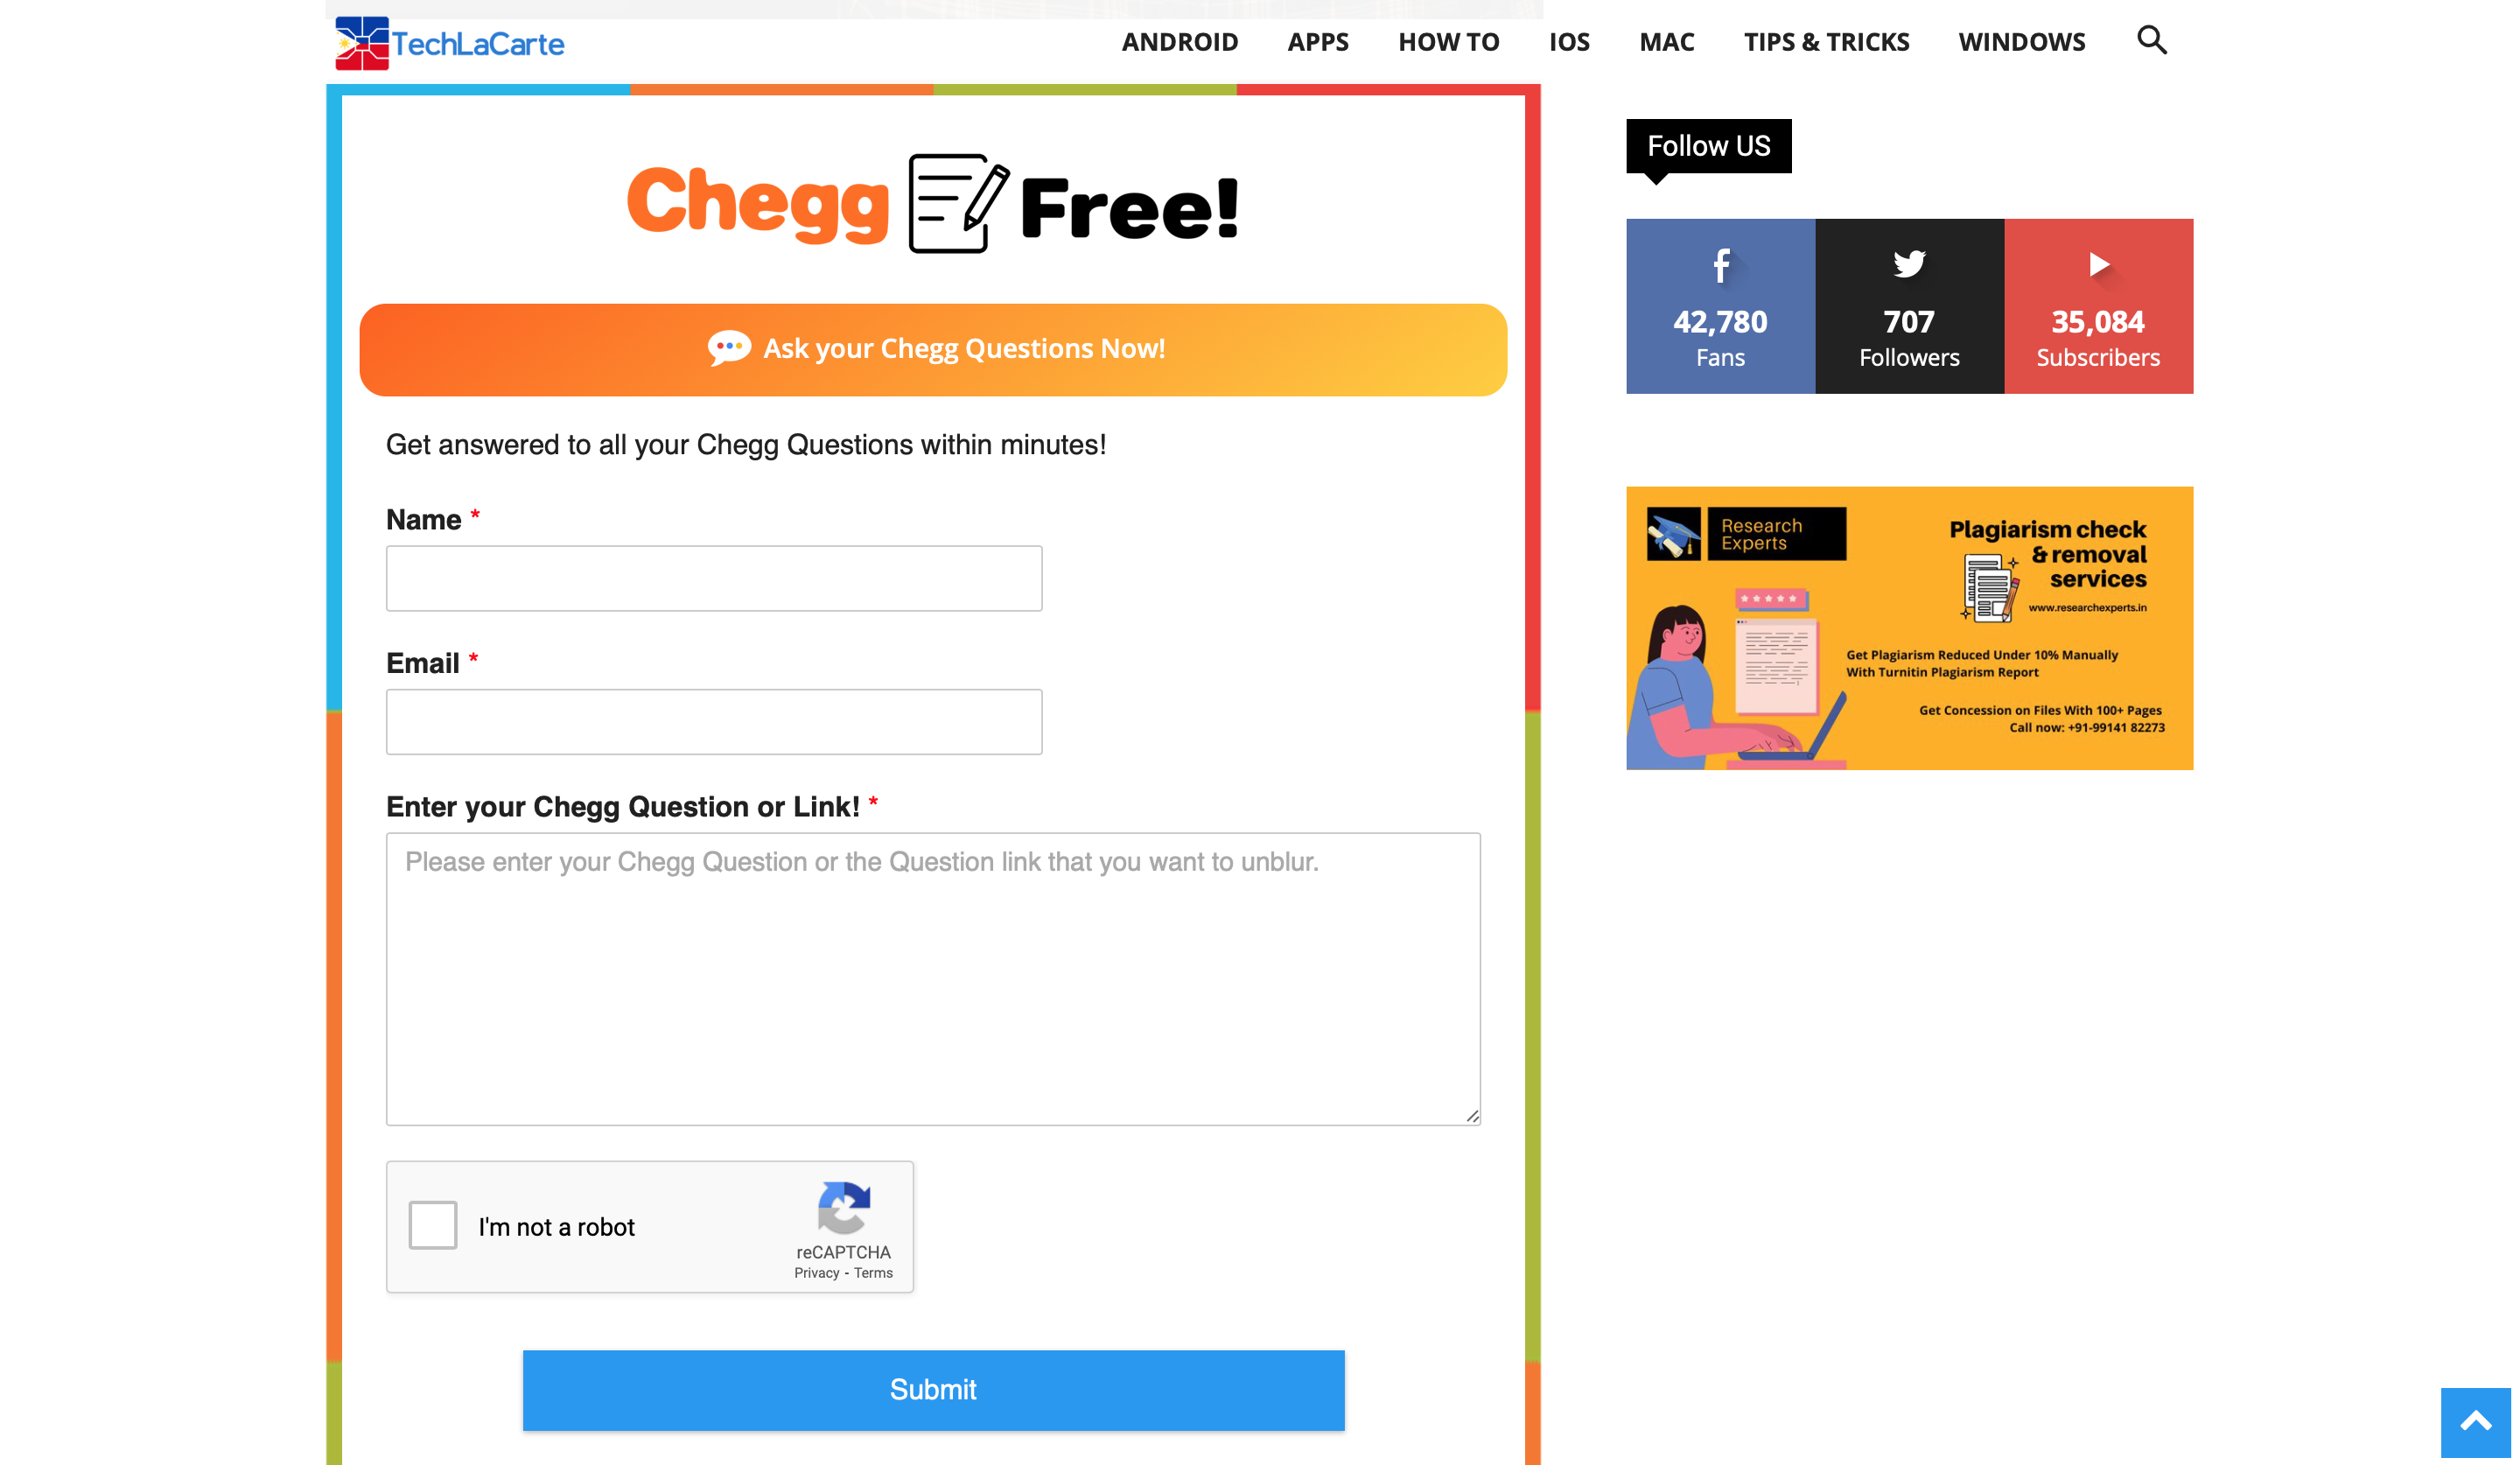 TechLaCarte
ANDROID APPS HOW TO IOS MAC TIPS & TRICKS WINDOWS
Chegg Free!
Ask your Chegg Questions Now!
Get answered to all your Chegg Questions within minutes!
Name *
Email *
Enter your Chegg Question or Link! *
Please enter your Chegg Question or the Question link that you want to unblur.
I'm not a robot
reCAPTCHA
Privacy - Terms
Submit
Follow US
42,780 707 35,084
Fans Followers Subscribers
Research
Experts
Plagiarism check
& removal
services
www.researchexperts.in
Get Plagiarism Reduced Under 10% Manually
With Turnitin Plagiarism Report
Get Concession on Files With 100+ Pages
Call now: +91-99141 82273